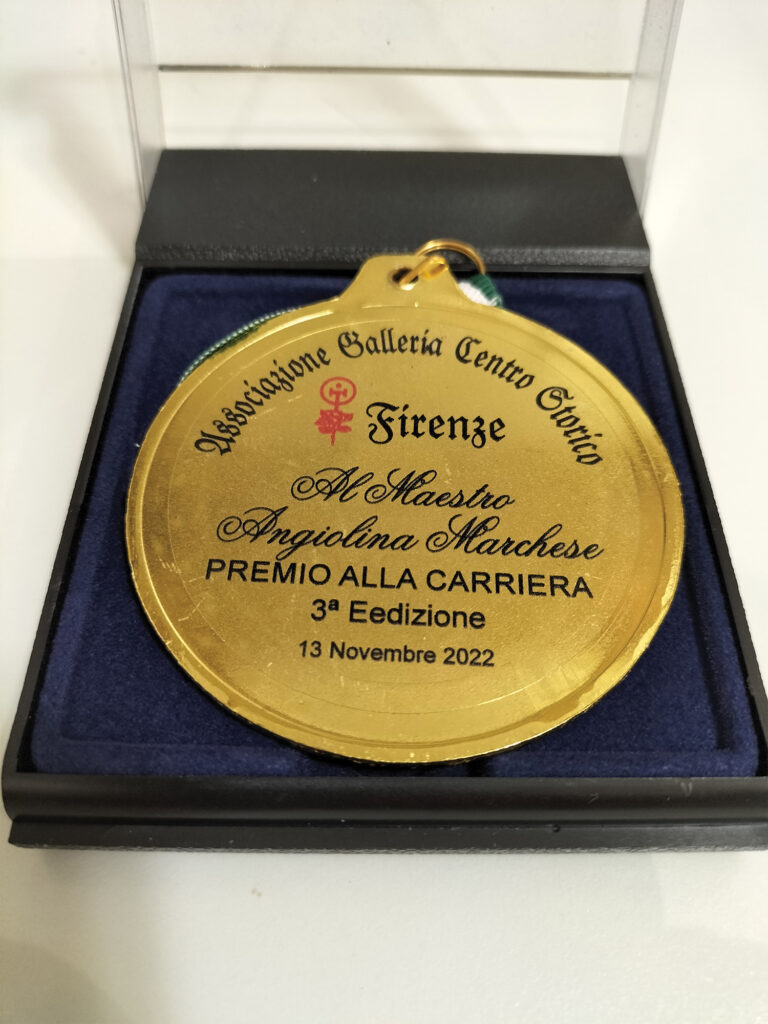 Associazione Galleria Centro Storico
Firenze
Al Maestro
Angiolina Marchese
PREMIO ALLA CARRIERA
3ª Eedizione
13 Novembre 2022